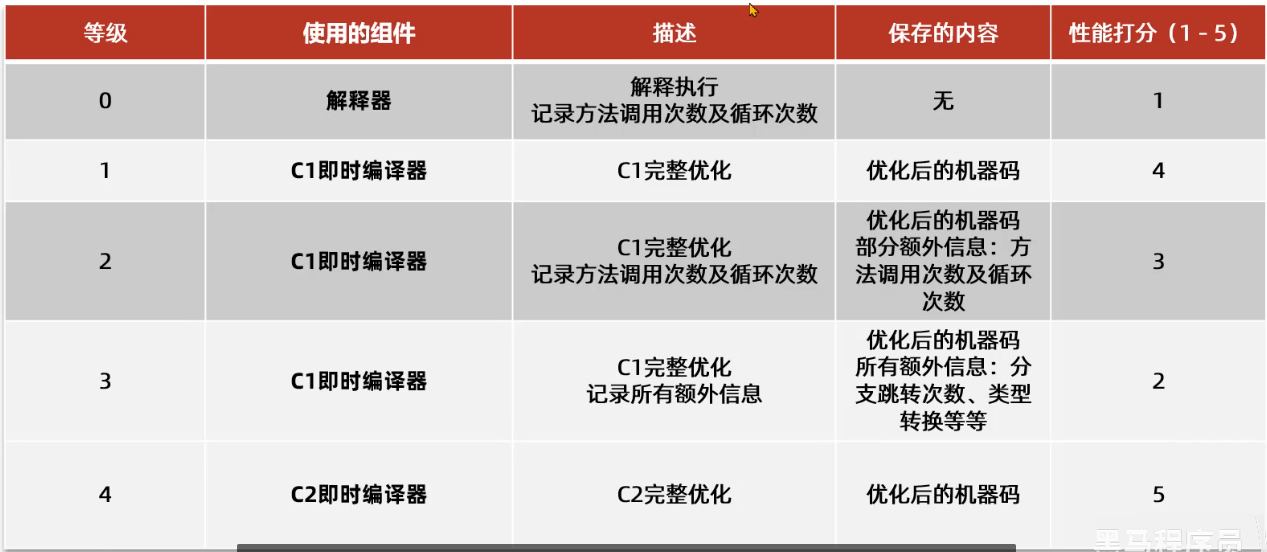 等级 使用的组件 描述 保存的内容 性能打分（1 - 5）
0 解释器 解释执行 无 1
记录方法调用次数及循环次数
1 C1即时编译器 C1完整优化 优化后的机器码 4
2 C1即时编译器 C1完整优化
记录方法调用次数及循环次数
优化后的机器码
部分额外信息：方
法调用次数及循环
次数
3
3 C1即时编译器 C1完整优化
记录所有额外信息
优化后的机器码
所有额外信息：分
支跳转次数、类型
转换等等
2
4 C2即时编译器 C2完整优化 优化后的机器码 5
黑马程序员